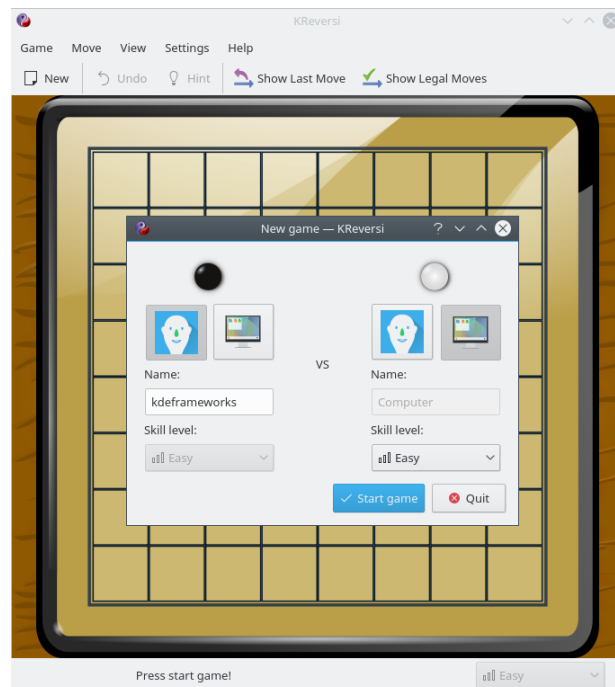 KReversi
Game Move View Settings Help
New Undo Hint Show Last Move Show Legal Moves
New game — KReversi ?
VS
Name: Name:
kdeframeworks Computer
Skill level: Skill level:
Easy Easy
Start game Quit
Press start game! Easy